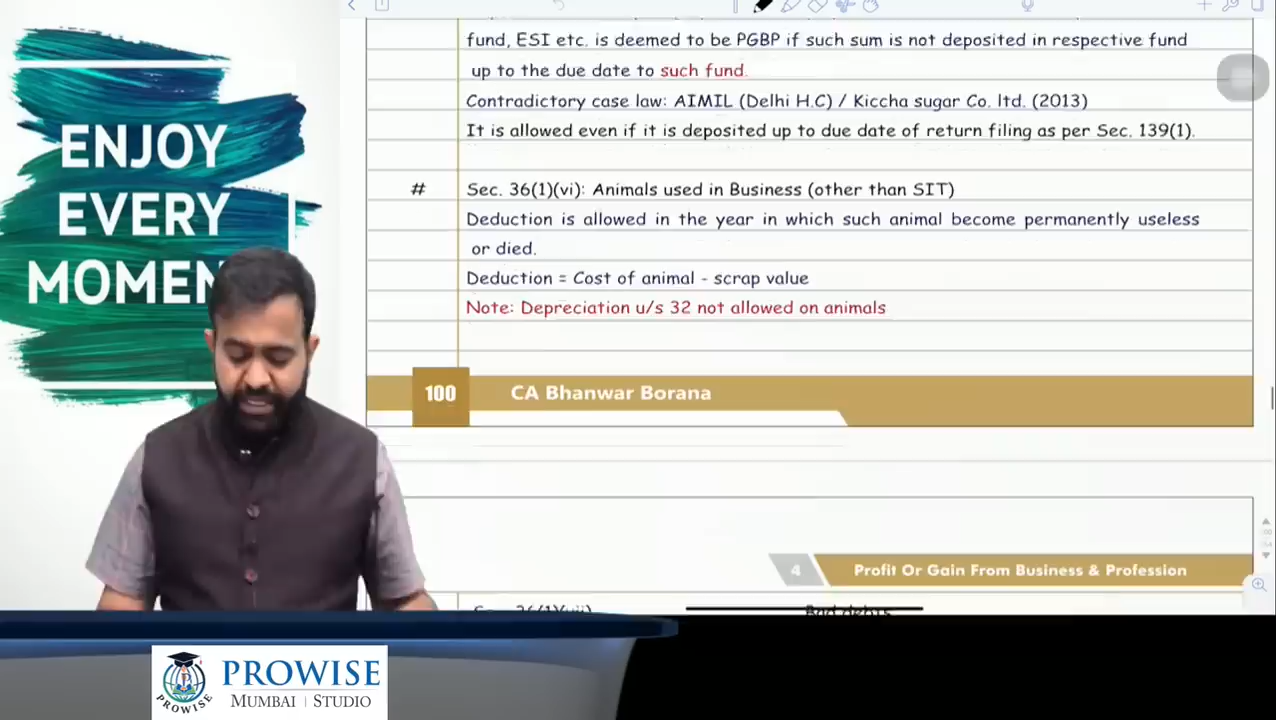 ENJOY
EVERY
MOMEN
fund, ESI etc. is deemed to be PGBP if such sum is not deposited in respective fund
up to the due date to such fund.
Contradictory case law: AIMIL (Delhi H.C) / Kiccha sugar Co. ltd. (2013)
It is allowed even if it is deposited up to due date of return filing as per Sec. 139(1).
# Sec. 36(1)(vi): Animals used in Business (other than SIT)
Deduction is allowed in the year in which such animal become permanently useless
or died.
Deduction = Cost of animal - scrap value
Note: Depreciation u/s 32 not allowed on animals
100 CA Bhanwar Borana
4 Profit Or Gain From Business & Profession
Bad debts
PROWISE
PROWISE
MUMBAI | STUDIO